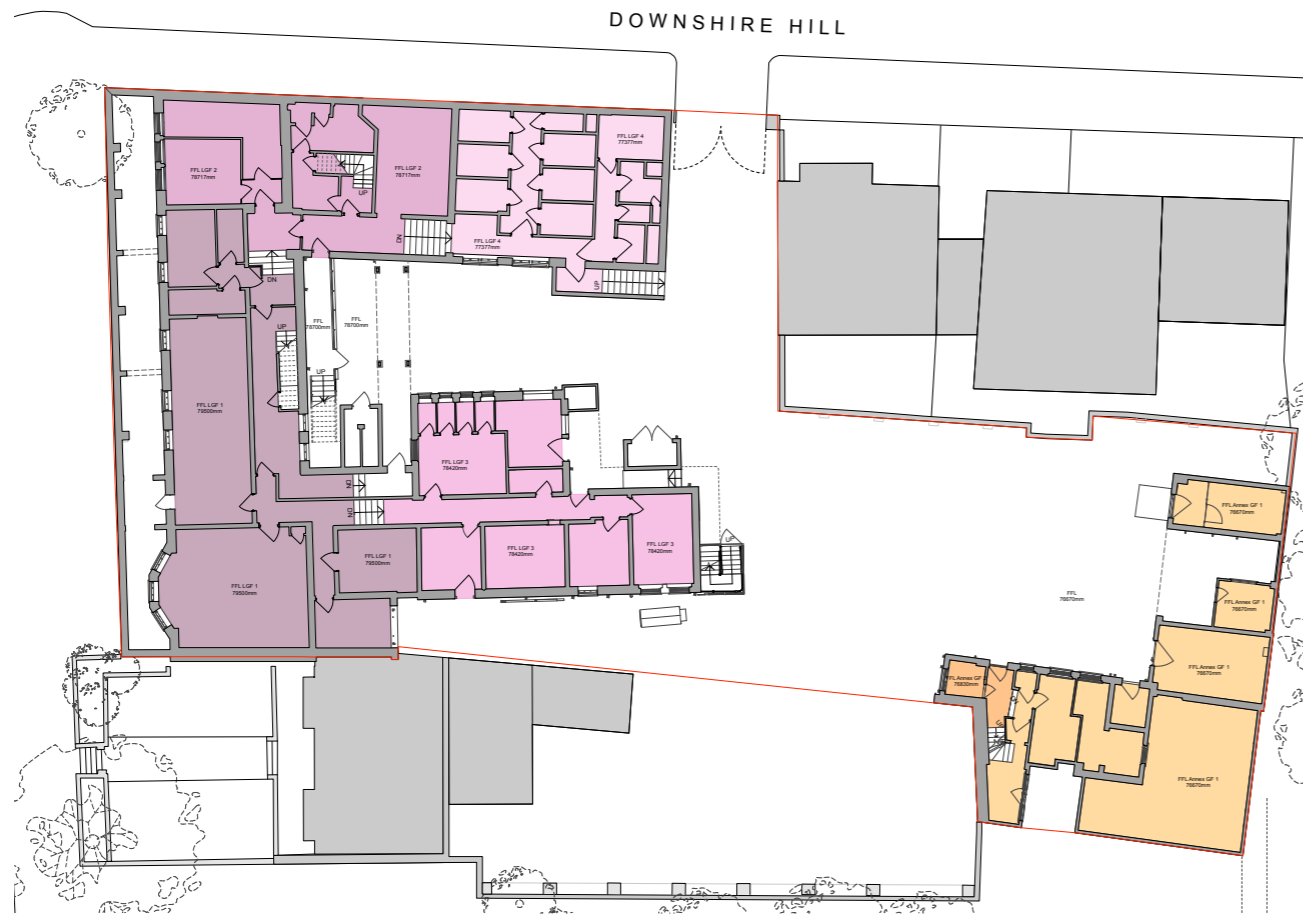 DOWNSHIRE HILL
FFL LGF 4
77377mm
FFL LGF 2
78717mm
FFL LGF 2
78717mm
UP
DN
FFL LGF 4
77377mm
DN
UP
FFL
78700mm
FFL
78700mm
UP
UP
FFL LGF 1
79500mm
FFL LGF 3
78420mm
DN
DN
FFL Annex GF 1
76670mm
UP
FFL LGF 3
78420mm
FFL LGF 3
78420mm
FFL LGF 1
79500mm
FFL LGF 1
79500mm
FFL
76670mm
FFL Annex GF 1
76670mm
FFL Annex GF 1
76670mm
FFL Annex GF
76830mm
UP
FFL Annex GF 1
76670mm